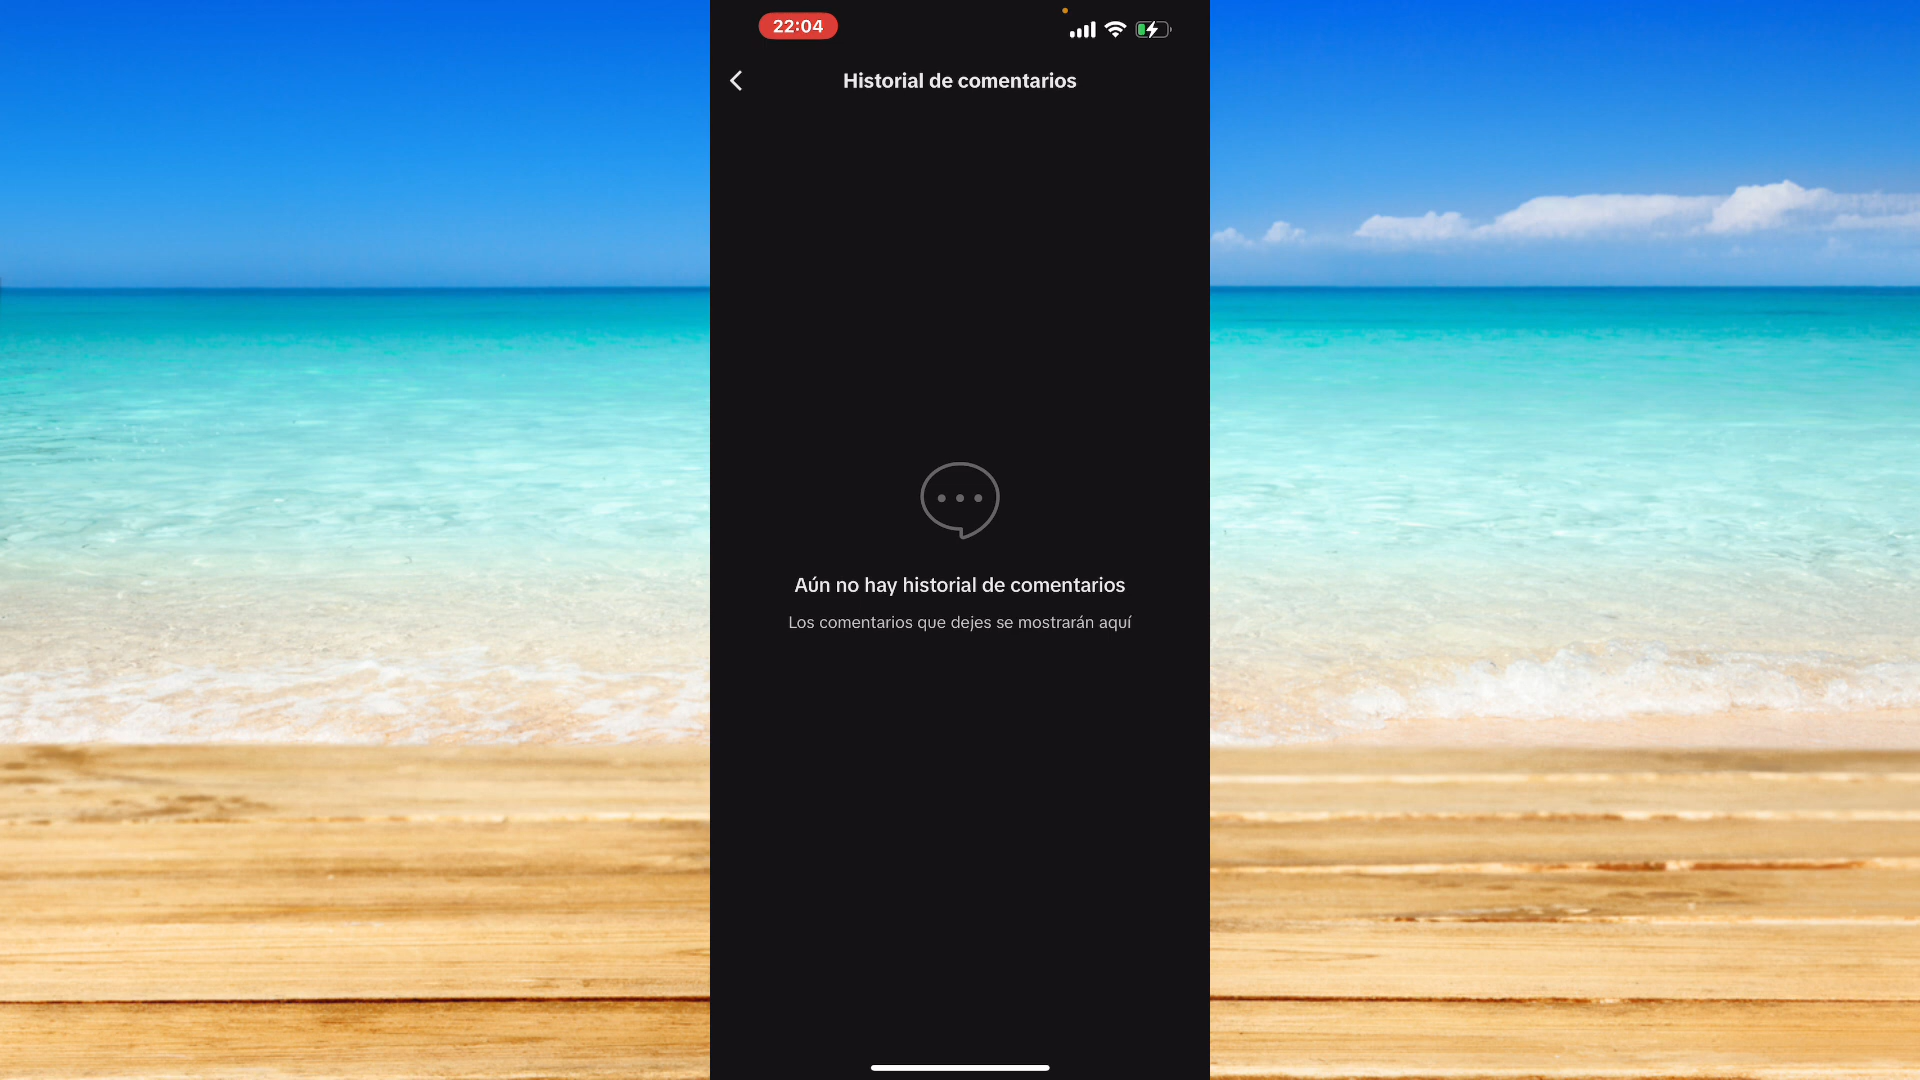 22:04
Historial de comentarios
Aún no hay historial de comentarios
Los comentarios que dejes se mostrarán aquí